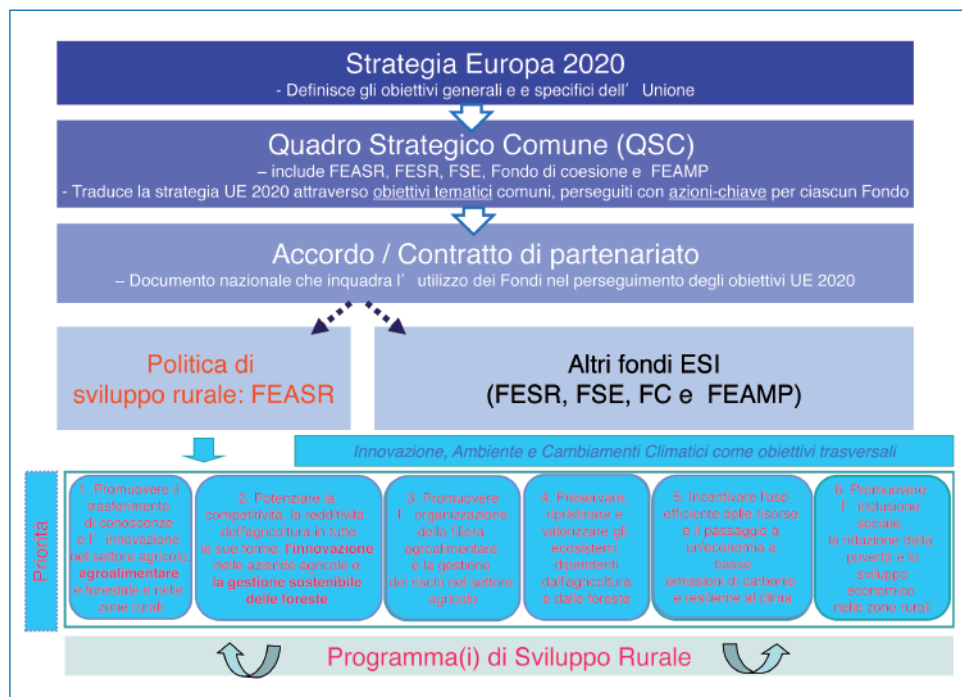 Strategia Europa 2020
- Definisce gli obiettivi generali e e specifici dell' Unione
Quadro Strategico Comune (QSC)
– include FEASR, FESR, FSE, Fondo di coesione e FEAMP
- Traduce la strategia UE 2020 attraverso obiettivi tematici comuni, perseguiti con azioni-chiave per ciascun Fondo
Accordo / Contratto di partenariato
– Documento nazionale che inquadra l' utilizzo dei Fondi nel perseguimento degli obiettivi UE 2020
Politica di
sviluppo rurale: FEASR
Altri fondi ESI
(FESR, FSE, FC e FEAMP)
Innovazione, Ambiente e Cambiamenti Climatici come obiettivi trasversali
Priorità
1. Promuovere il
trasferimento
di conoscenze
e l' innovazione
nel settore agricolo,
agroalimentare
e forestale e nelle
zone rurali
2. Potenziare la
competitività, la redditività
dell'agricoltura in tutte
le sue forme, l'innovazione
nelle aziende agricole e
la gestione sostenibile
delle foreste
3. Promuovere
l' organizzazione
della filiera
agroalimentare
e la gestione
dei rischi nel settore
agricolo
4. Preservare,
ripristinare e
valorizzare gli
ecosistemi
dipendenti
dall'agricoltura
e dalle foreste
5. Incentivare l'uso
efficiente delle risorse
e il passaggio a
un'economia a
basse
emissioni di carbonio
e resiliente al clima
6. Promuovere
l' inclusione
sociale,
la riduzione della
povertà e lo
sviluppo
economico
nelle zone rurali
Programma(i) di Sviluppo Rurale